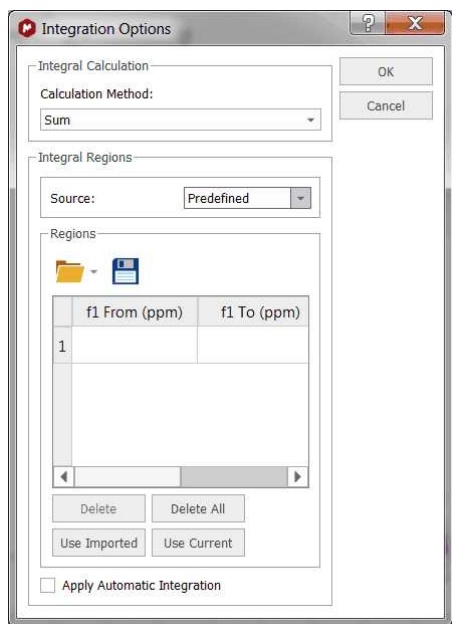 Integration Options
Integral Calculation
OK
Calculation Method:
Cancel
Sum
Integral Regions
Source: Predefined
Regions
f1 From (ppm) f1 To (ppm)
1
Delete Delete All
Use Imported Use Current
Apply Automatic Integration